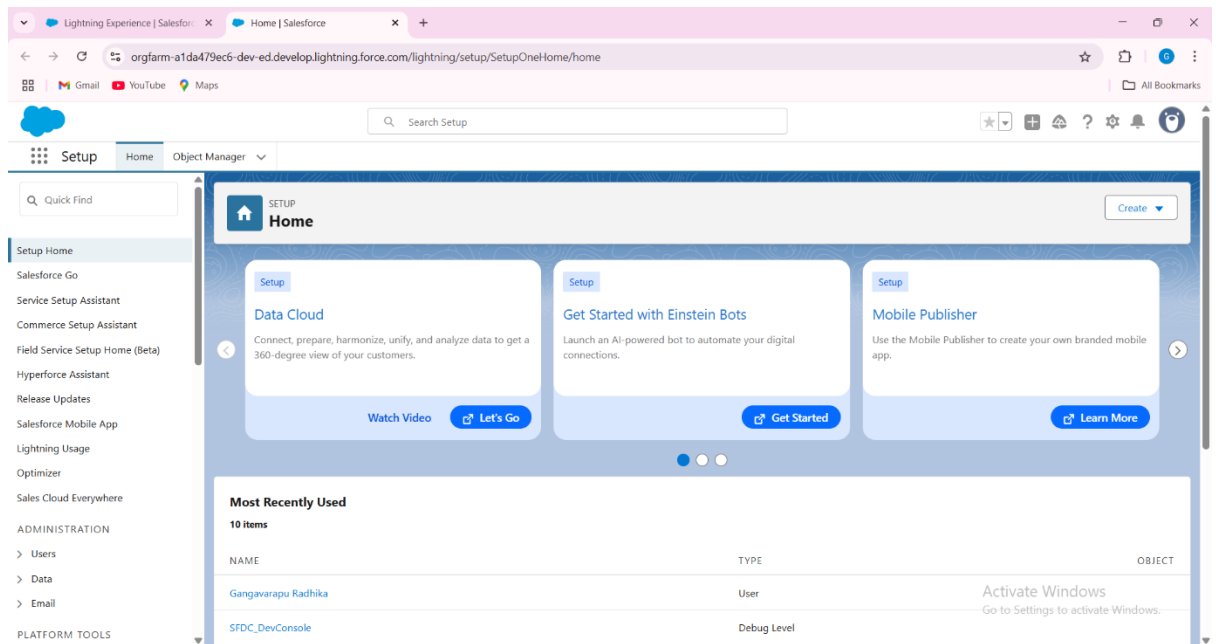 Lightning Experience | Salesforc
Home | Salesforce
orgfarm-a1da479ec6-dev-ed.develop.lightning.force.com/lightning/setup/SetupOneHome/home
G
Gmail
YouTube
Maps
All Bookmarks
Search Setup
Setup
Home
Object Manager
Quick Find
Setup Home
Salesforce Go
Service Setup Assistant
Commerce Setup Assistant
Field Service Setup Home (Beta)
Hyperforce Assistant
Release Updates
Salesforce Mobile App
Lightning Usage
Optimizer
Sales Cloud Everywhere
ADMINISTRATION
Users
Data
Email
PLATFORM TOOLS
SETUP
Home
Create
Setup
Data Cloud
Connect, prepare, harmonize, unify, and analyze data to get a
360-degree view of your customers.
Watch Video
Let's Go
Setup
Get Started with Einstein Bots
Launch an AI-powered bot to automate your digital
connections.
Get Started
Setup
Mobile Publisher
Use the Mobile Publisher to create your own branded mobile
app.
Learn More
Most Recently Used
10 items
NAME TYPE OBJECT
Gangavarapu Radhika User
SFDC_DevConsole Debug Level
Activate Windows
Go to Settings to activate Windows.